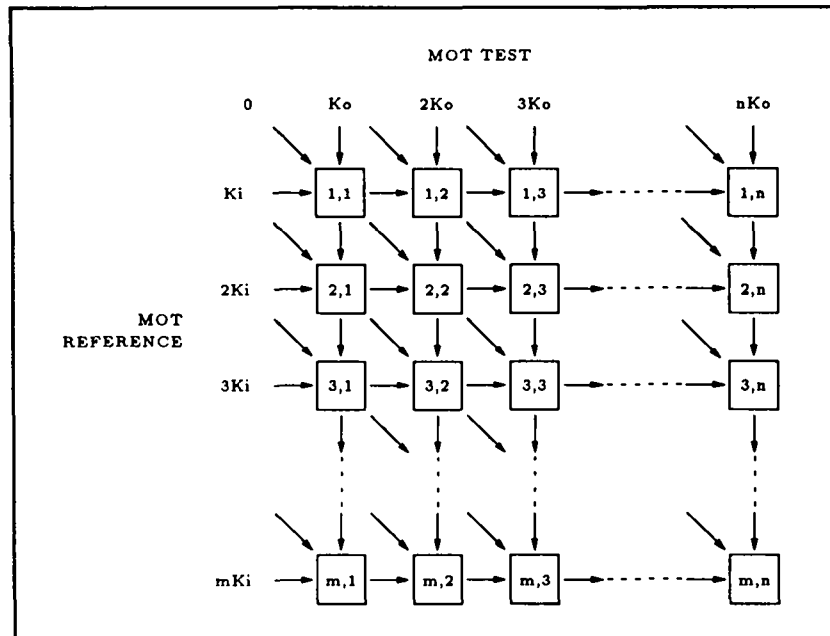 MOT TEST
0 Ko 2Ko 3Ko nKo
Ki 1,1 1,2 1,3 1,n
2Ki 2,1 2,2 2,3 2,n
MOT
REFERENCE
3Ki 3,1 3,2 3,3 3,n
mKi m,1 m,2 m,3 m,n